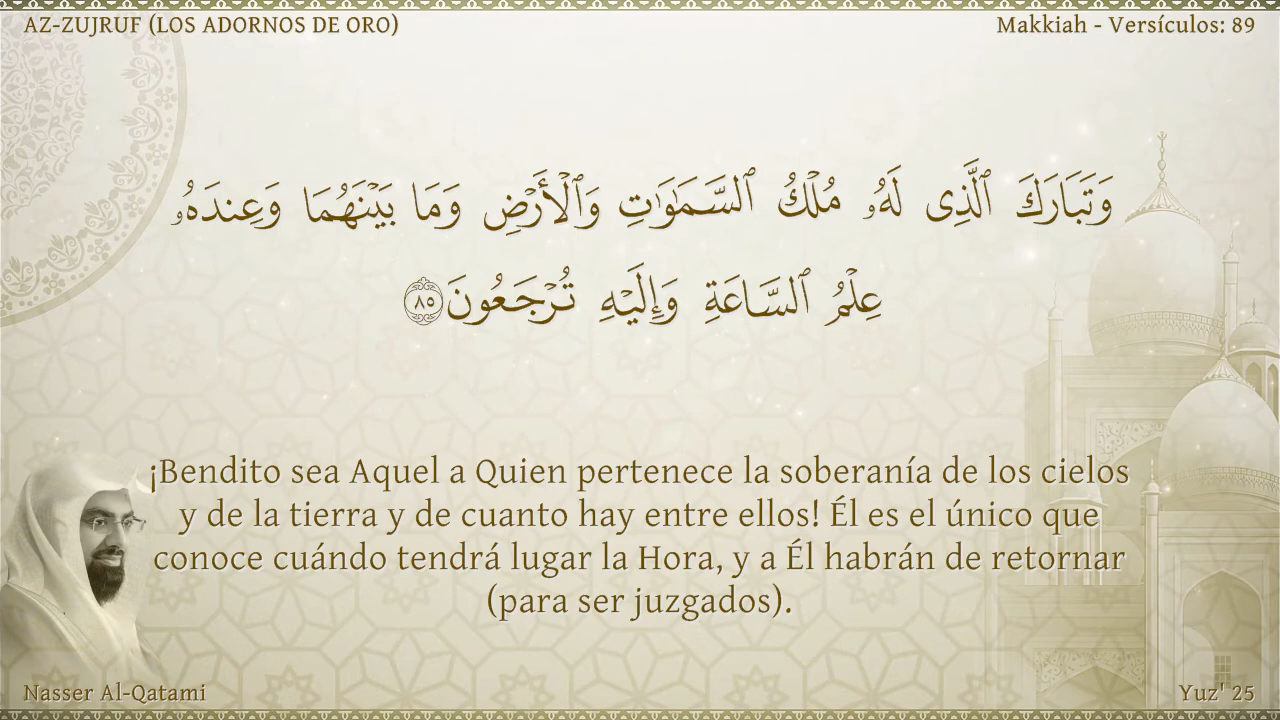 AZ-ZUJRUF (LOS ADORNOS DE ORO)
Makkiah - Versículos: 89
وَتَبَارَكَ ٱلَّذِى لَهُۥ مُلْكُ ٱلسَّمَٰوَٰتِ وَٱلْأَرْضِ وَمَا بَيْنَهُمَا وَعِندَهُۥ
عِلْمُ ٱلسَّاعَةِ وَإِلَيْهِ تُرْجَعُونَ ٨٥
¡Bendito sea Aquel a Quien pertenece la soberanía de los cielos
y de la tierra y de cuanto hay entre ellos! Él es el único que
conoce cuándo tendrá lugar la Hora, y a Él habrán de retornar
(para ser juzgados).
Nasser Al-Qatami
Yuz' 25